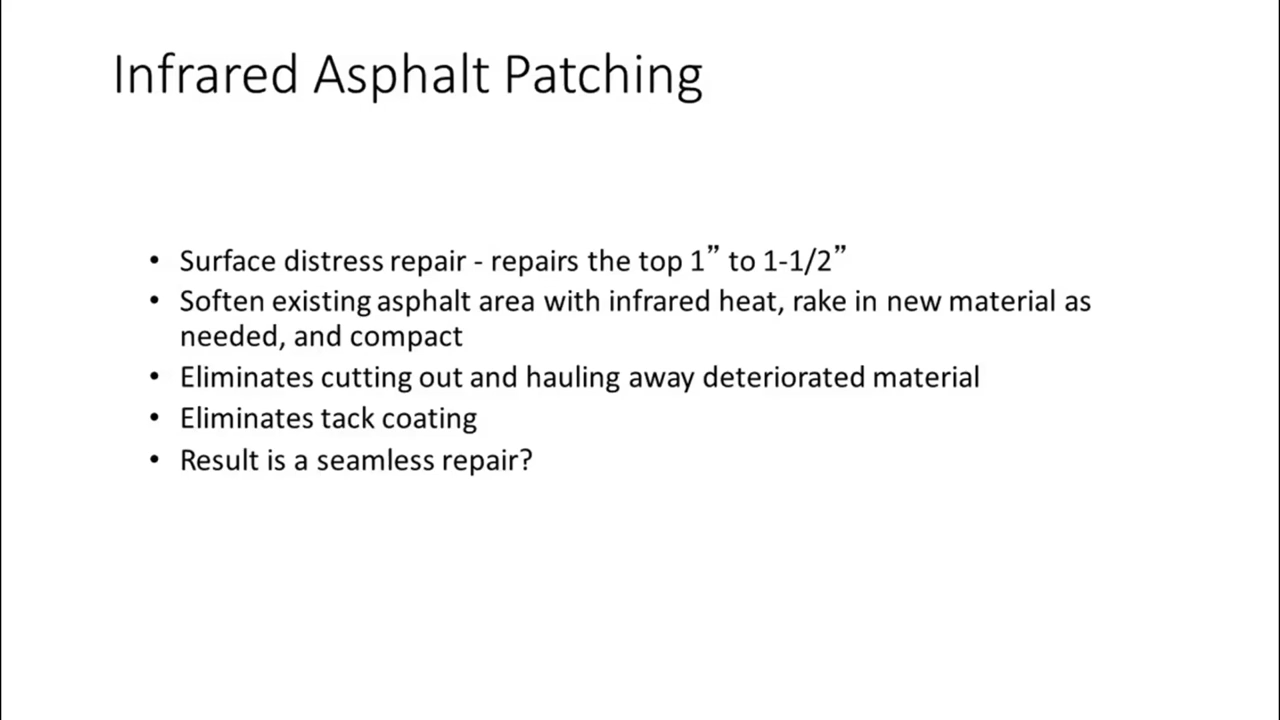 Infrared Asphalt Patching
• Surface distress repair - repairs the top 1” to 1-1/2”
• Soften existing asphalt area with infrared heat, rake in new material as
needed, and compact
• Eliminates cutting out and hauling away deteriorated material
• Eliminates tack coating
• Result is a seamless repair?